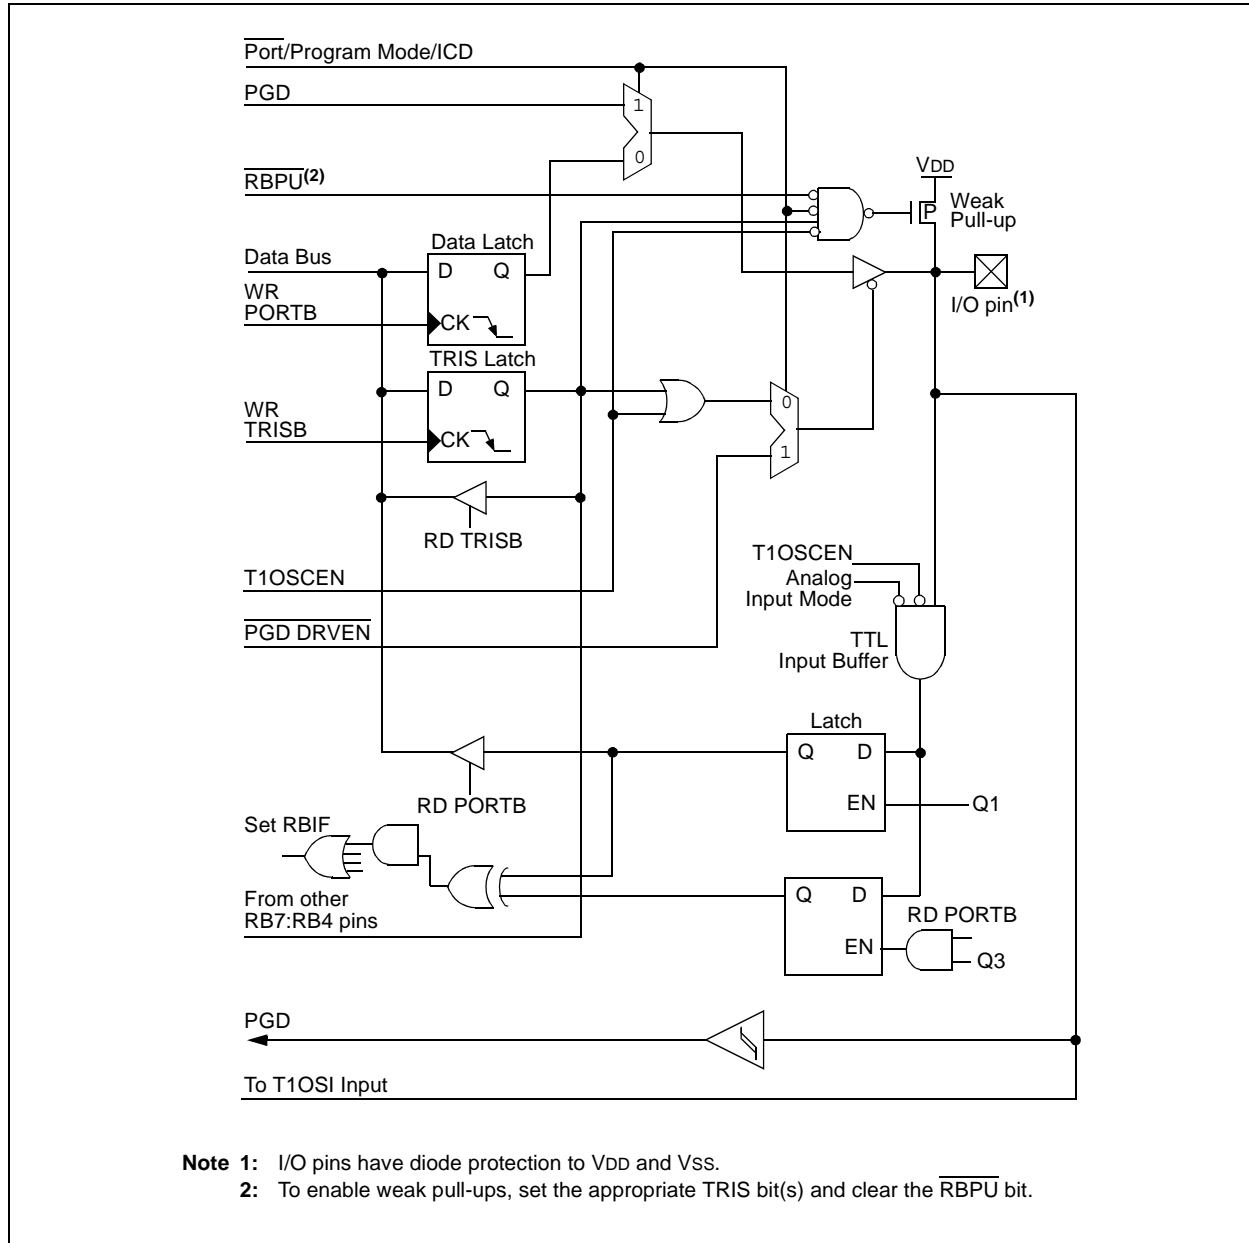 Port/Program Mode/ICD
PGD
1
0
RBPU(2)
VDD
P
Weak
Pull-up
Data Bus
Data Latch
D Q
CK
WR
PORTB
I/O pin(1)
TRIS Latch
D Q
CK
WR
TRISB
0
1
RD TRISB
T1OSCEN
PGD DRVEN
T1OSCEN
Analog
Input Mode
TTL
Input Buffer
Latch
Q D
EN
Q1
RD PORTB
Set RBIF
From other
RB7:RB4 pins
Q D
EN
RD PORTB
Q3
PGD
To T1OSI Input
Note 1: I/O pins have diode protection to VDD and VSS.
2: To enable weak pull-ups, set the appropriate TRIS bit(s) and clear the RBPU bit.